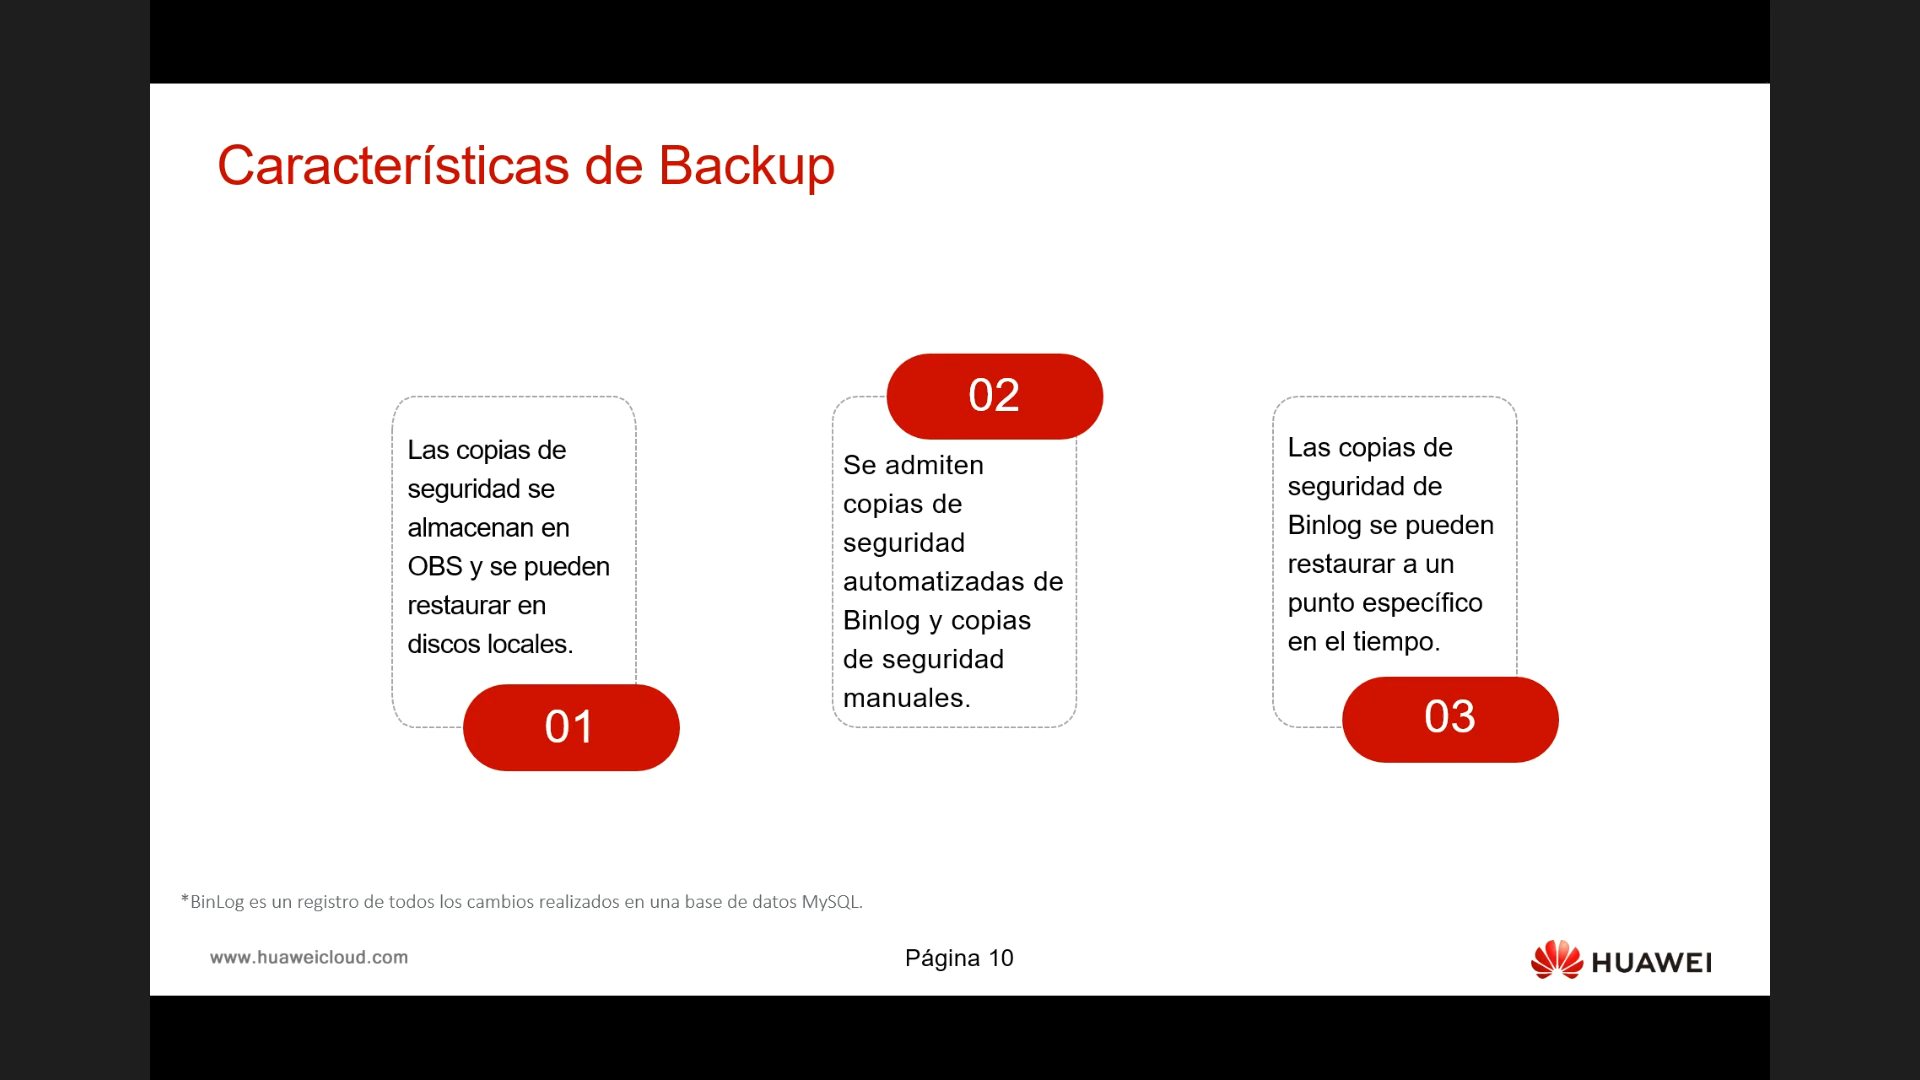 Características de Backup
Las copias de
seguridad se
almacenan en
OBS y se pueden
restaurar en
discos locales.
01
02
Se admiten
copias de
seguridad
automatizadas de
Binlog y copias
de seguridad
manuales.
Las copias de
seguridad de
Binlog se pueden
restaurar a un
punto específico
en el tiempo.
03
*BinLog es un registro de todos los cambios realizados en una base de datos MySQL.
www.huaweicloud.com
Página 10
HUAWEI